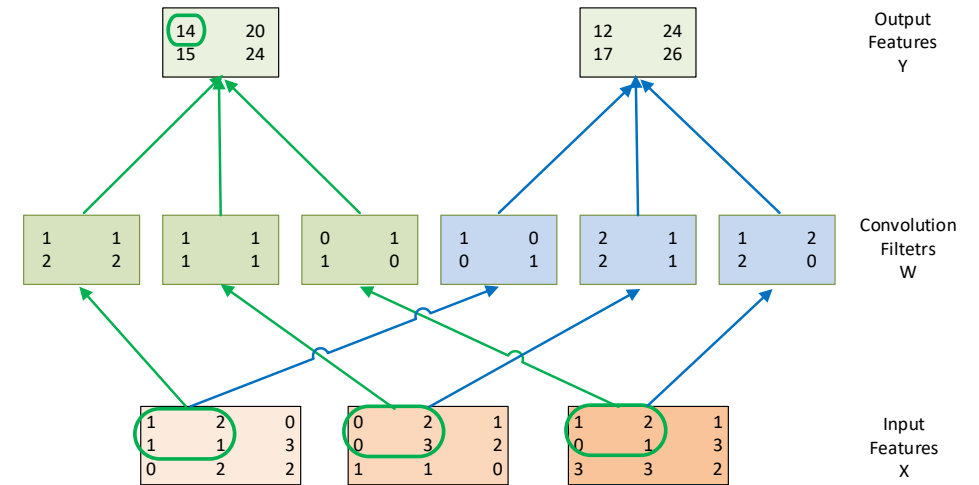 14 20
15 24
12 24
17 26
Output
Features
Y
1 1
2 2
1 1
1 1
0 1
1 0
1 0
0 1
2 1
2 1
1 2
2 0
Convolution
Filtetrs
W
1 2 0
1 1 3
0 2 2
0 2 1
0 3 2
1 1 0
1 2 1
0 1 3
3 3 2
Input
Features
X